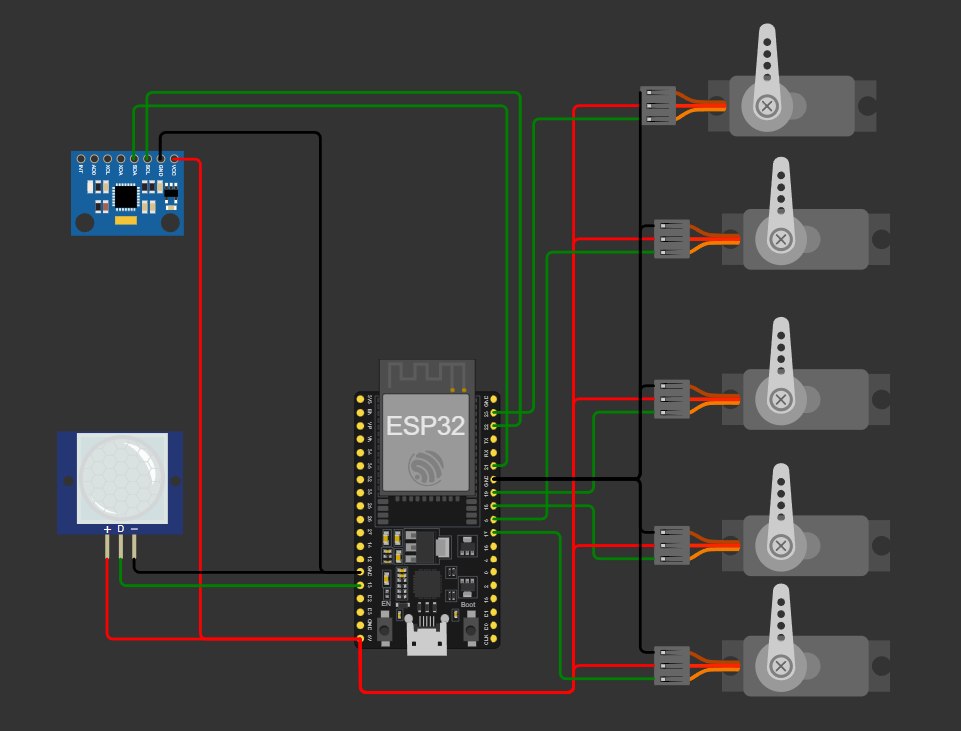 INT
AD0
XCL
XDA
SDA
SCL
GND
VCC
ESP32
3V3
EN
VP
VN
34
35
32
33
25
26
27
14
12
GND
13
D2
D3
CMD
5V
GND
23
22
TX
RX
21
GND
19
18
5
17
16
4
0
2
15
D1
D0
CLK
EN
Boot
+ D −